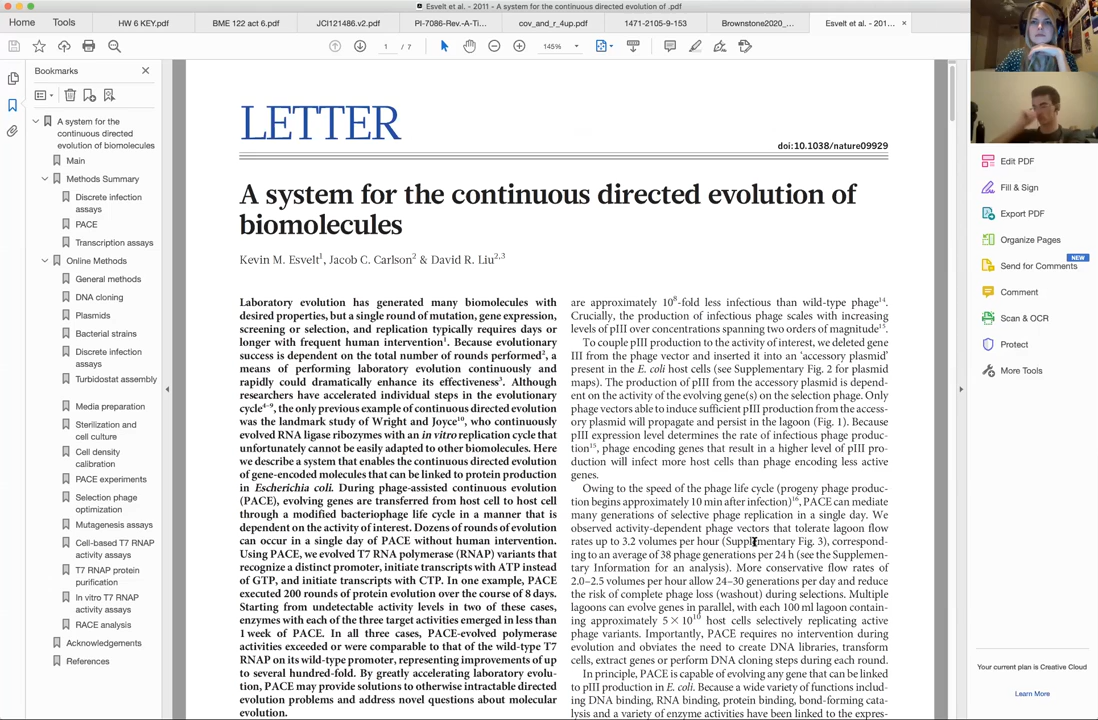 Esvelt et al. - 2011 - A system for the continuous directed evolution of .pdf
Home
Tools
HW 6 KEY.pdf
BME 122 act 6.pdf
JCI121486.v2.pdf
PI-7086-Rev.-A-Ti...
cov_and_r_4up.pdf
1471-2105-9-153
Brownstone2020_...
Esvelt et al. - 201...
1 / 7
145%
Bookmarks
A system for the
continuous directed
evolution of biomolecules
Main
Methods Summary
Discrete infection
assays
PACE
Transcription assays
Online Methods
General methods
DNA cloning
Plasmids
Bacterial strains
Discrete infection
assays
Turbidostat assembly
Media preparation
Sterilization and
cell culture
Cell density
calibration
PACE experiments
Selection phage
optimization
Mutagenesis assays
Cell-based T7 RNAP
activity assays
T7 RNAP protein
purification
In vitro T7 RNAP
activity assays
RACE analysis
Acknowledgements
References
LETTER
doi:10.1038/nature09929
A system for the continuous directed evolution of
biomolecules
Kevin M. Esvelt1, Jacob C. Carlson2 & David R. Liu2,3
Laboratory evolution has generated many biomolecules with
desired properties, but a single round of mutation, gene expression,
screening or selection, and replication typically requires days or
longer with frequent human intervention1. Because evolutionary
success is dependent on the total number of rounds performed2, a
means of performing laboratory evolution continuously and
rapidly could dramatically enhance its effectiveness3. Although
researchers have accelerated individual steps in the evolutionary
cycle4–9, the only previous example of continuous directed evolution
was the landmark study of Wright and Joyce10, who continuously
evolved RNA ligase ribozymes with an in vitro replication cycle that
unfortunately cannot be easily adapted to other biomolecules. Here
we describe a system that enables the continuous directed evolution
of gene-encoded molecules that can be linked to protein production
in Escherichia coli. During phage-assisted continuous evolution
(PACE), evolving genes are transferred from host cell to host cell
through a modified bacteriophage life cycle in a manner that is
dependent on the activity of interest. Dozens of rounds of evolution
can occur in a single day of PACE without human intervention.
Using PACE, we evolved T7 RNA polymerase (RNAP) variants that
recognize a distinct promoter, initiate transcripts with ATP instead
of GTP, and initiate transcripts with CTP. In one example, PACE
executed 200 rounds of protein evolution over the course of 8 days.
Starting from undetectable activity levels in two of these cases,
enzymes with each of the three target activities emerged in less than
1 week of PACE. In all three cases, PACE-evolved polymerase
activities exceeded or were comparable to that of the wild-type T7
RNAP on its wild-type promoter, representing improvements of up
to several hundred-fold. By greatly accelerating laboratory evolu-
tion, PACE may provide solutions to otherwise intractable directed
evolution problems and address novel questions about molecular
evolution.
are approximately 10⁸-fold less infectious than wild-type phage14.
Crucially, the production of infectious phage scales with increasing
levels of pIII over concentrations spanning two orders of magnitude15.
To couple pIII production to the activity of interest, we deleted gene
III from the phage vector and inserted it into an 'accessory plasmid'
present in the E. coli host cells (see Supplementary Fig. 2 for plasmid
maps). The production of pIII from the accessory plasmid is depend-
ent on the activity of the evolving gene(s) on the selection phage. Only
phage vectors able to induce sufficient pIII production from the access-
ory plasmid will propagate and persist in the lagoon (Fig. 1). Because
pIII expression level determines the rate of infectious phage produc-
tion15, phage encoding genes that result in a higher level of pIII pro-
duction will infect more host cells than phage encoding less active
genes.
Owing to the speed of the phage life cycle (progeny phage produc-
tion begins approximately 10 min after infection)16, PACE can mediate
many generations of selective phage replication in a single day. We
observed activity-dependent phage vectors that tolerate lagoon flow
rates up to 3.2 volumes per hour (Supplementary Fig. 3), correspond-
ing to an average of 38 phage generations per 24 h (see the Supplemen-
tary Information for an analysis). More conservative flow rates of
2.0–2.5 volumes per hour allow 24–30 generations per day and reduce
the risk of complete phage loss (washout) during selections. Multiple
lagoons can evolve genes in parallel, with each 100 ml lagoon contain-
ing approximately 5 × 10¹⁰ host cells selectively replicating active
phage variants. Importantly, PACE requires no intervention during
evolution and obviates the need to create DNA libraries, transform
cells, extract genes or perform DNA cloning steps during each round.
In principle, PACE is capable of evolving any gene that can be linked
to pIII production in E. coli. Because a wide variety of functions includ-
ing DNA binding, RNA binding, protein binding, bond-forming cata-
lysis and a variety of enzyme activities have been linked to the expres-
Edit PDF
Fill & Sign
Export PDF
Organize Pages
NEW
Send for Comments
Comment
Scan & OCR
Protect
More Tools
Your current plan is Creative Cloud
Learn More